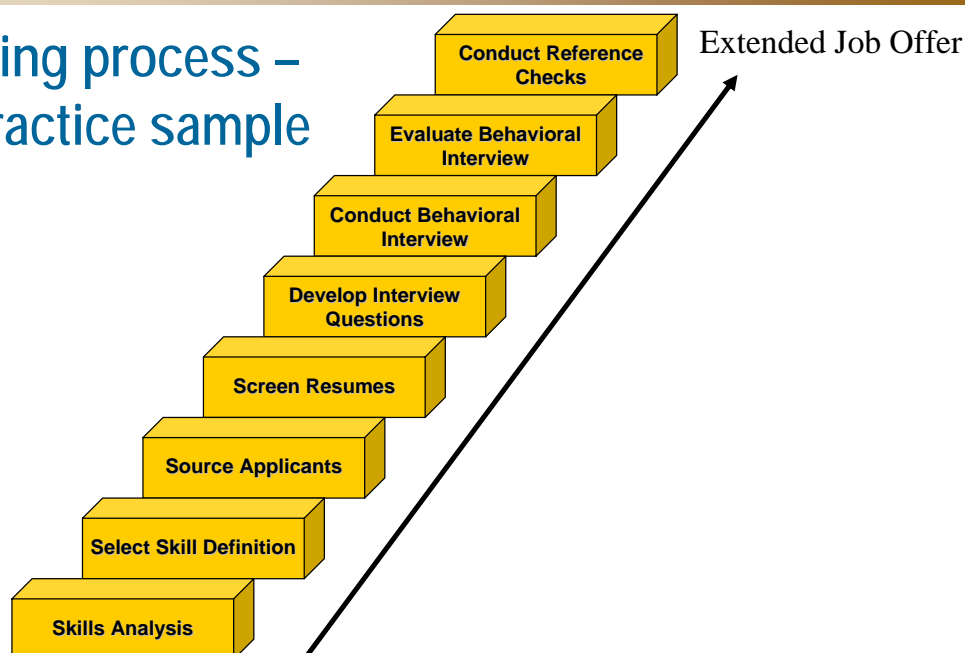 ing process –
ractice sample
Extended Job Offer
Conduct Reference
Checks
Evaluate Behavioral
Interview
Conduct Behavioral
Interview
Develop Interview
Questions
Screen Resumes
Source Applicants
Select Skill Definition
Skills Analysis